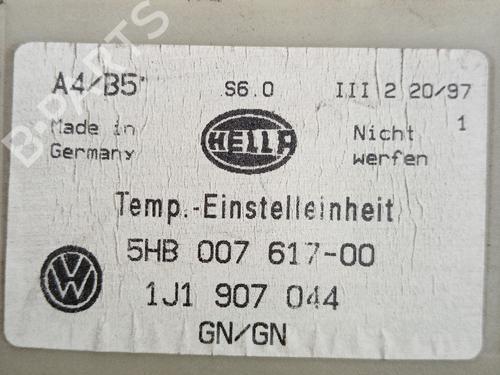 A4/B5
S6.0
III 2 20/97
Made in
Germany
HELLA
Nicht 1
werfen
Temp.-Einstelleinheit
5HB 007 617-00
VW
1J1 907 044
GN/GN
B-PARTS